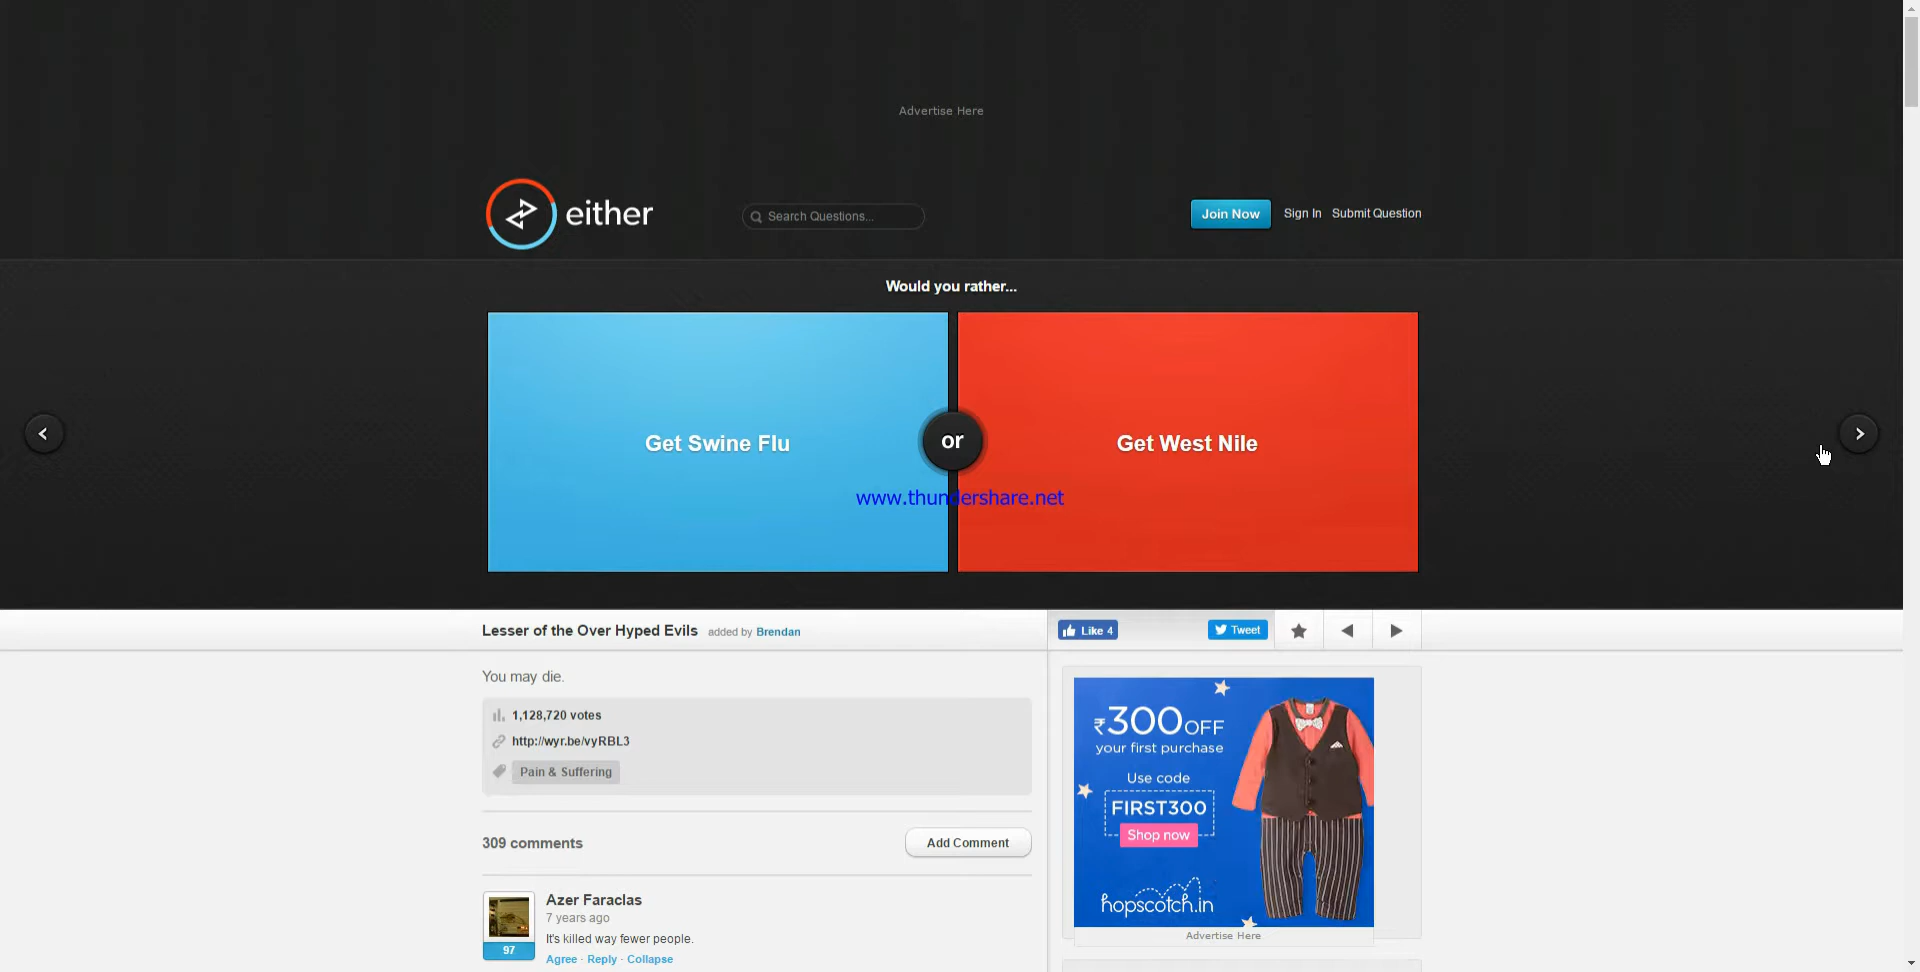 Advertise Here
either
Search Questions...
Join Now
Sign In
Submit Question
Would you rather...
Get Swine Flu
or
Get West Nile
www.thundershare.net
Lesser of the Over Hyped Evils added by Brendan
Like 4
Tweet
You may die.
1,128,720 votes
http://wyr.be/vyRBL3
Pain & Suffering
309 comments
Add Comment
Azer Faraclas
7 years ago
97
It's killed way fewer people.
Agree · Reply · Collapse
₹300 OFF
your first purchase
Use code
FIRST300
Shop now
hopscotch.in
Advertise Here